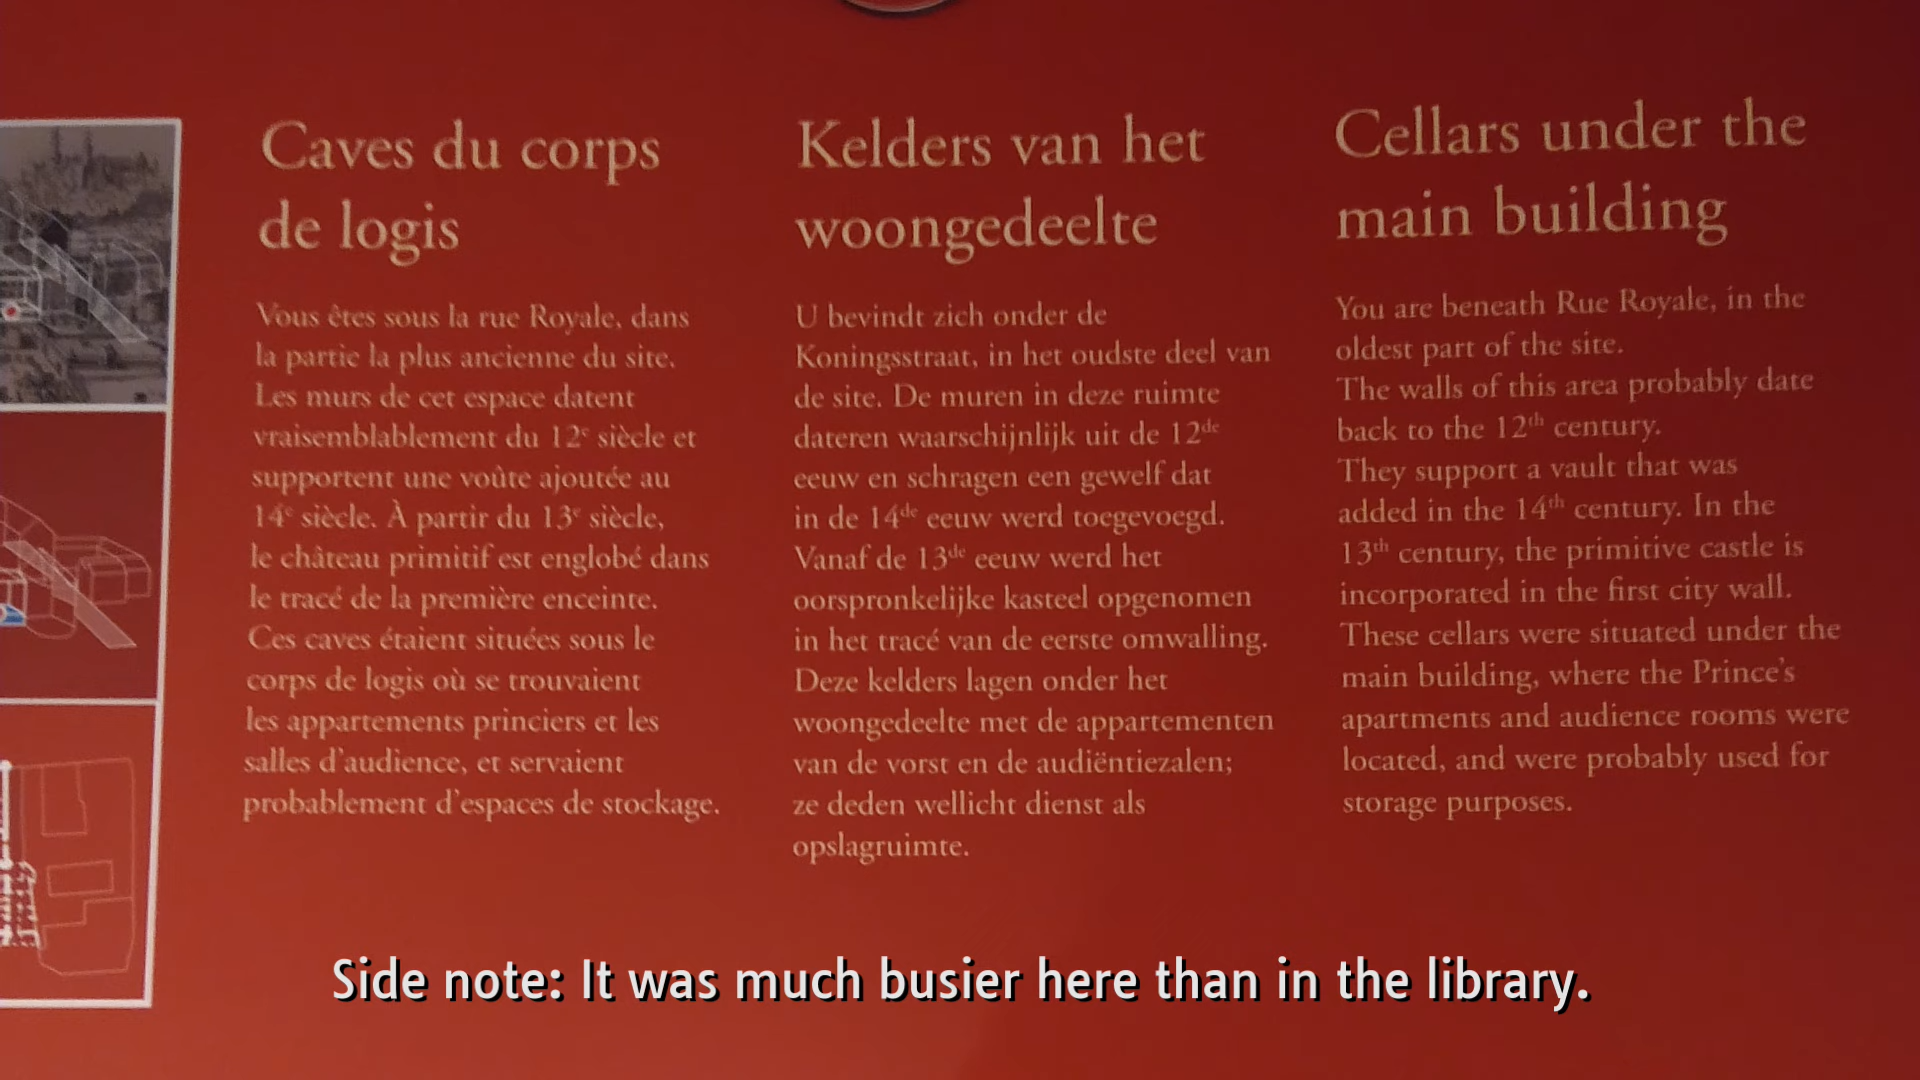 Caves du corps
de logis
Vous êtes sous la rue Royale, dans
la partie la plus ancienne du site.
Les murs de cet espace datent
vraisemblablement du 12e siècle et
supportent une voûte ajoutée au
14e siècle. À partir du 13e siècle,
le château primitif est englobé dans
le tracé de la première enceinte.
Ces caves étaient situées sous le
corps de logis où se trouvaient
les appartements princiers et les
salles d'audience, et servaient
probablement d'espaces de stockage.
Kelders van het
woongedeelte
U bevindt zich onder de
Koningsstraat, in het oudste deel van
de site. De muren in deze ruimte
dateren waarschijnlijk uit de 12de
eeuw en schragen een gewelf dat
in de 14de eeuw werd toegevoegd.
Vanaf de 13de eeuw werd het
oorspronkelijke kasteel opgenomen
in het tracé van de eerste omwalling.
Deze kelders lagen onder het
woongedeelte met de appartementen
van de vorst en de audiëntiezalen;
ze deden wellicht dienst als
opslagruimte.
Cellars under the
main building
You are beneath Rue Royale, in the
oldest part of the site.
The walls of this area probably date
back to the 12th century.
They support a vault that was
added in the 14th century. In the
13th century, the primitive castle is
incorporated in the first city wall.
These cellars were situated under the
main building, where the Prince's
apartments and audience rooms were
located, and were probably used for
storage purposes.
Side note: It was much busier here than in the library.